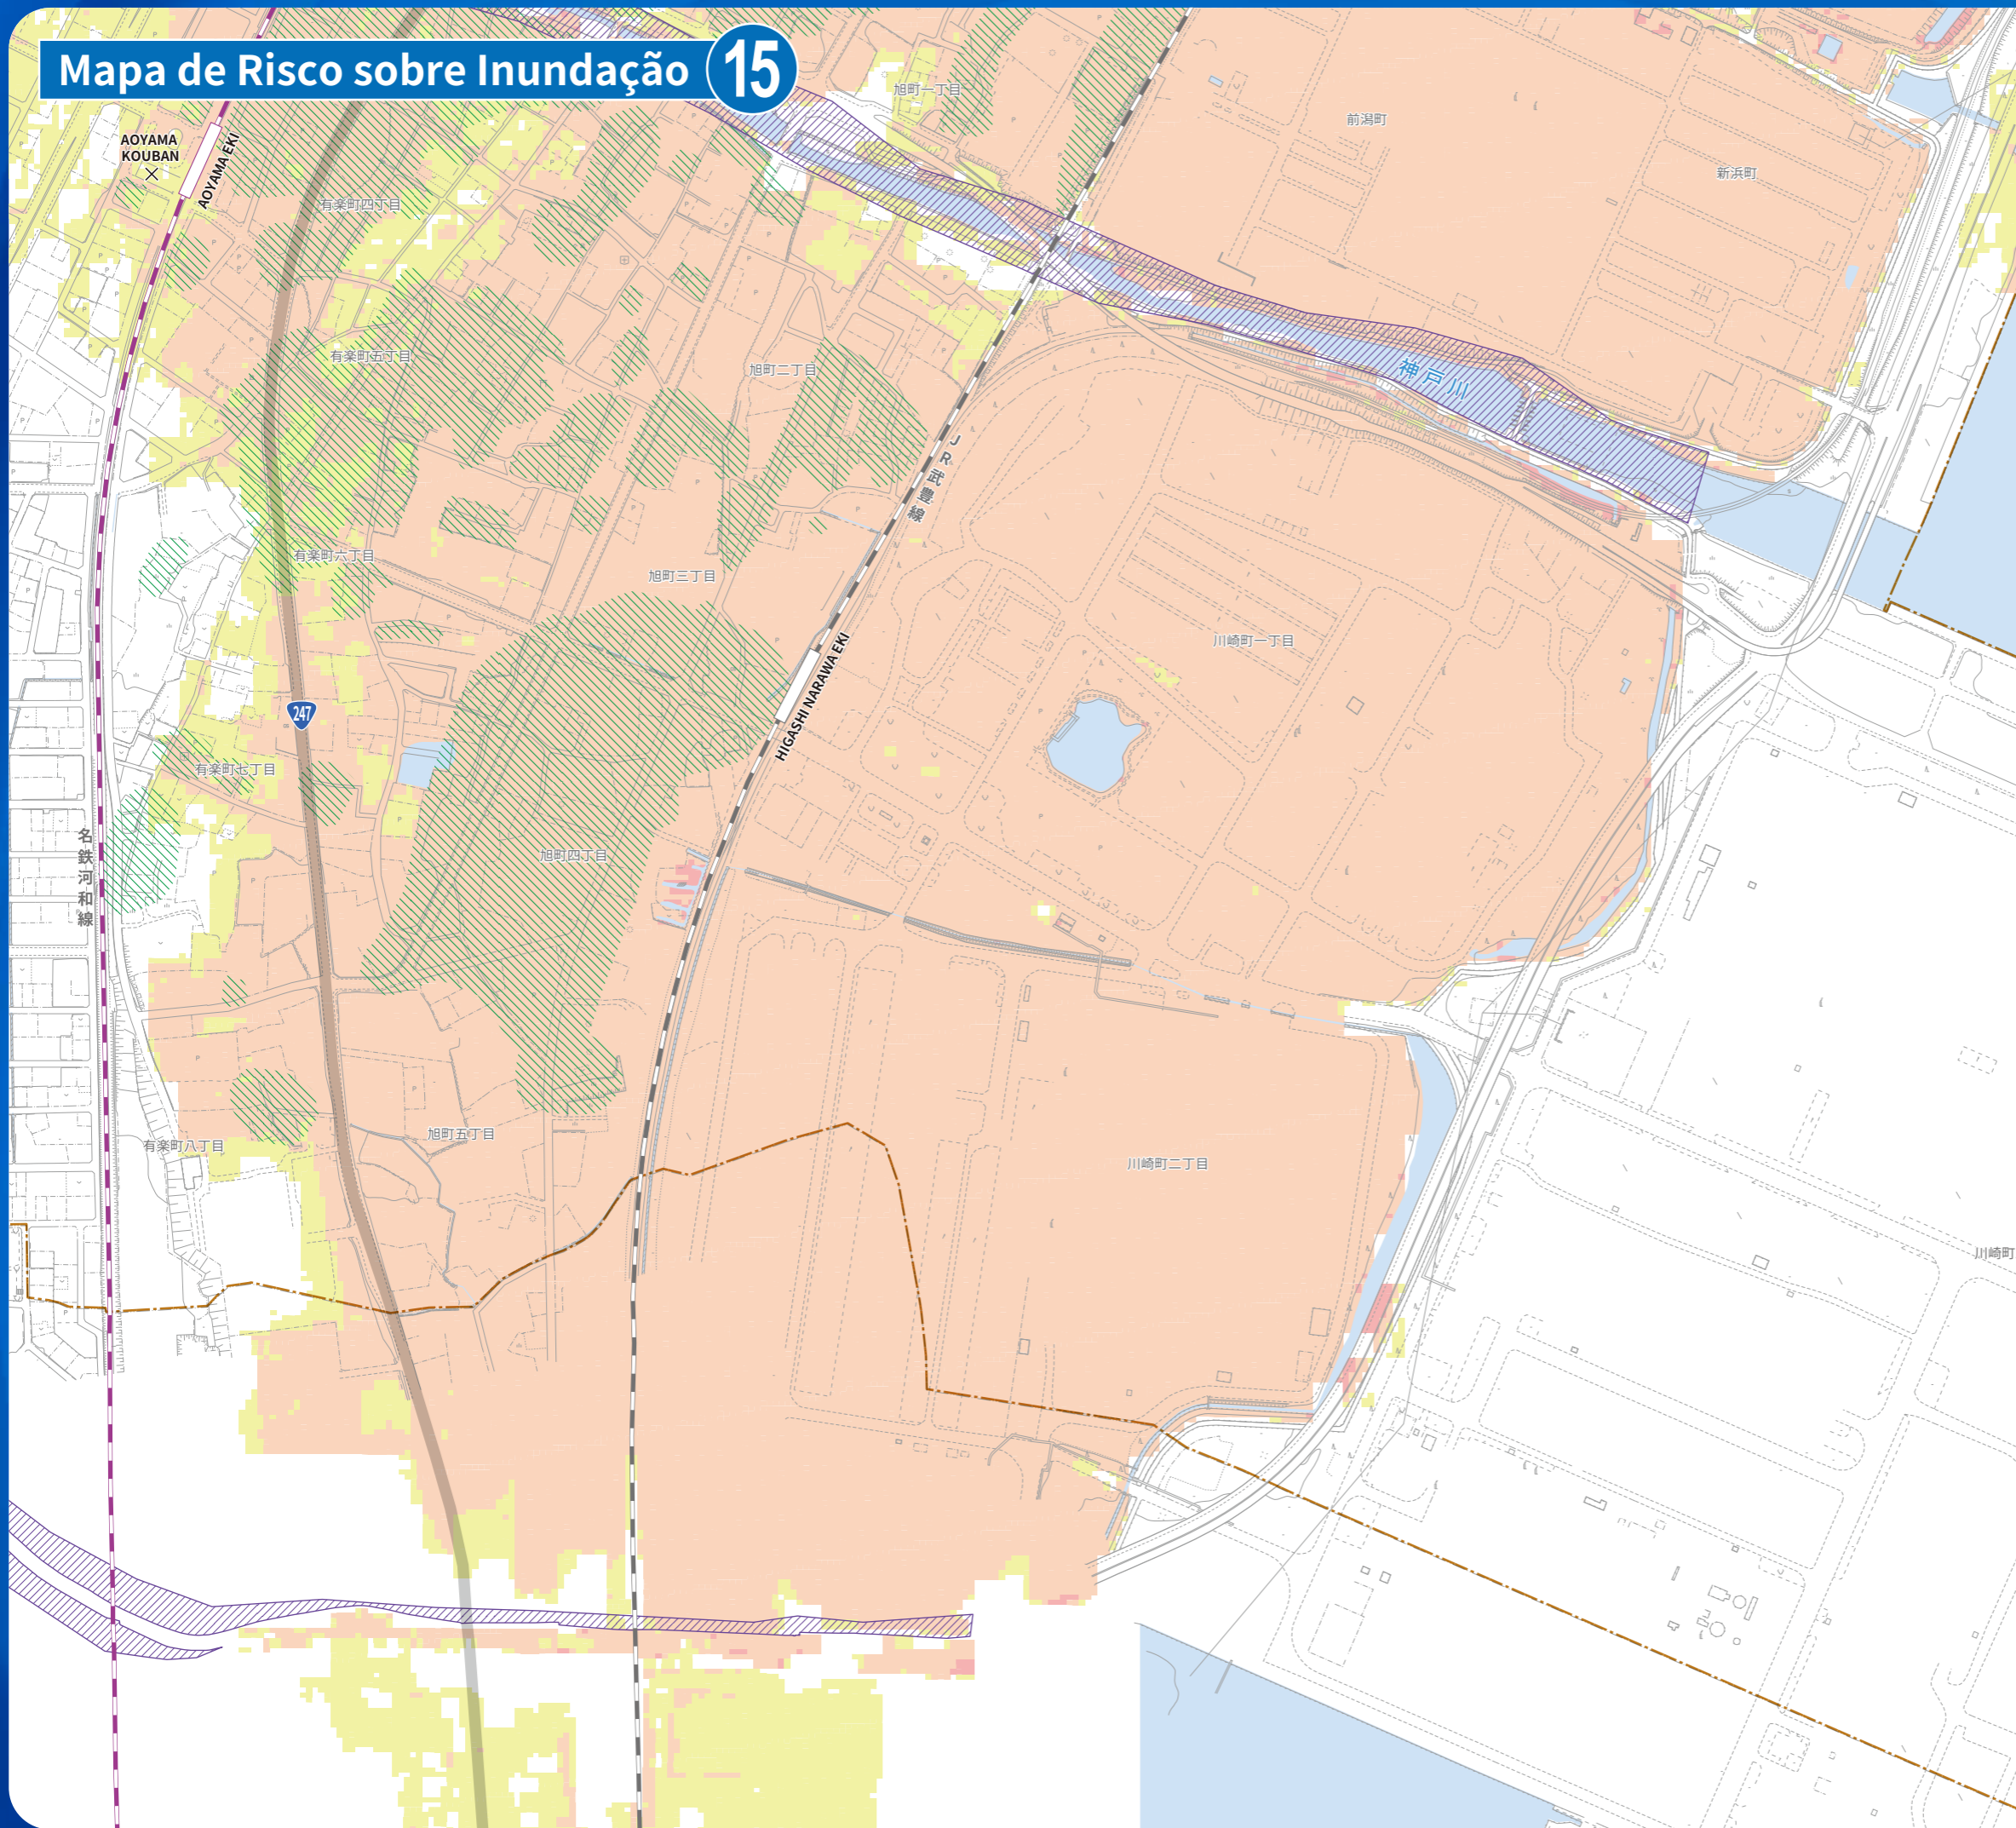 Mapa de Risco sobre Inundação 15
旭町一丁目
前潟町
AOYAMA
KOUBAN
AOYAMA EKI
新浜町
有楽町四丁目
有楽町五丁目
旭町二丁目
神戸川
JR武豊線
有楽町六丁目
旭町三丁目
川崎町一丁目
HIGASHI NARAWA EKI
247
有楽町七丁目
名鉄河和線
旭町四丁目
旭町五丁目
有楽町八丁目
川崎町二丁目
川崎町